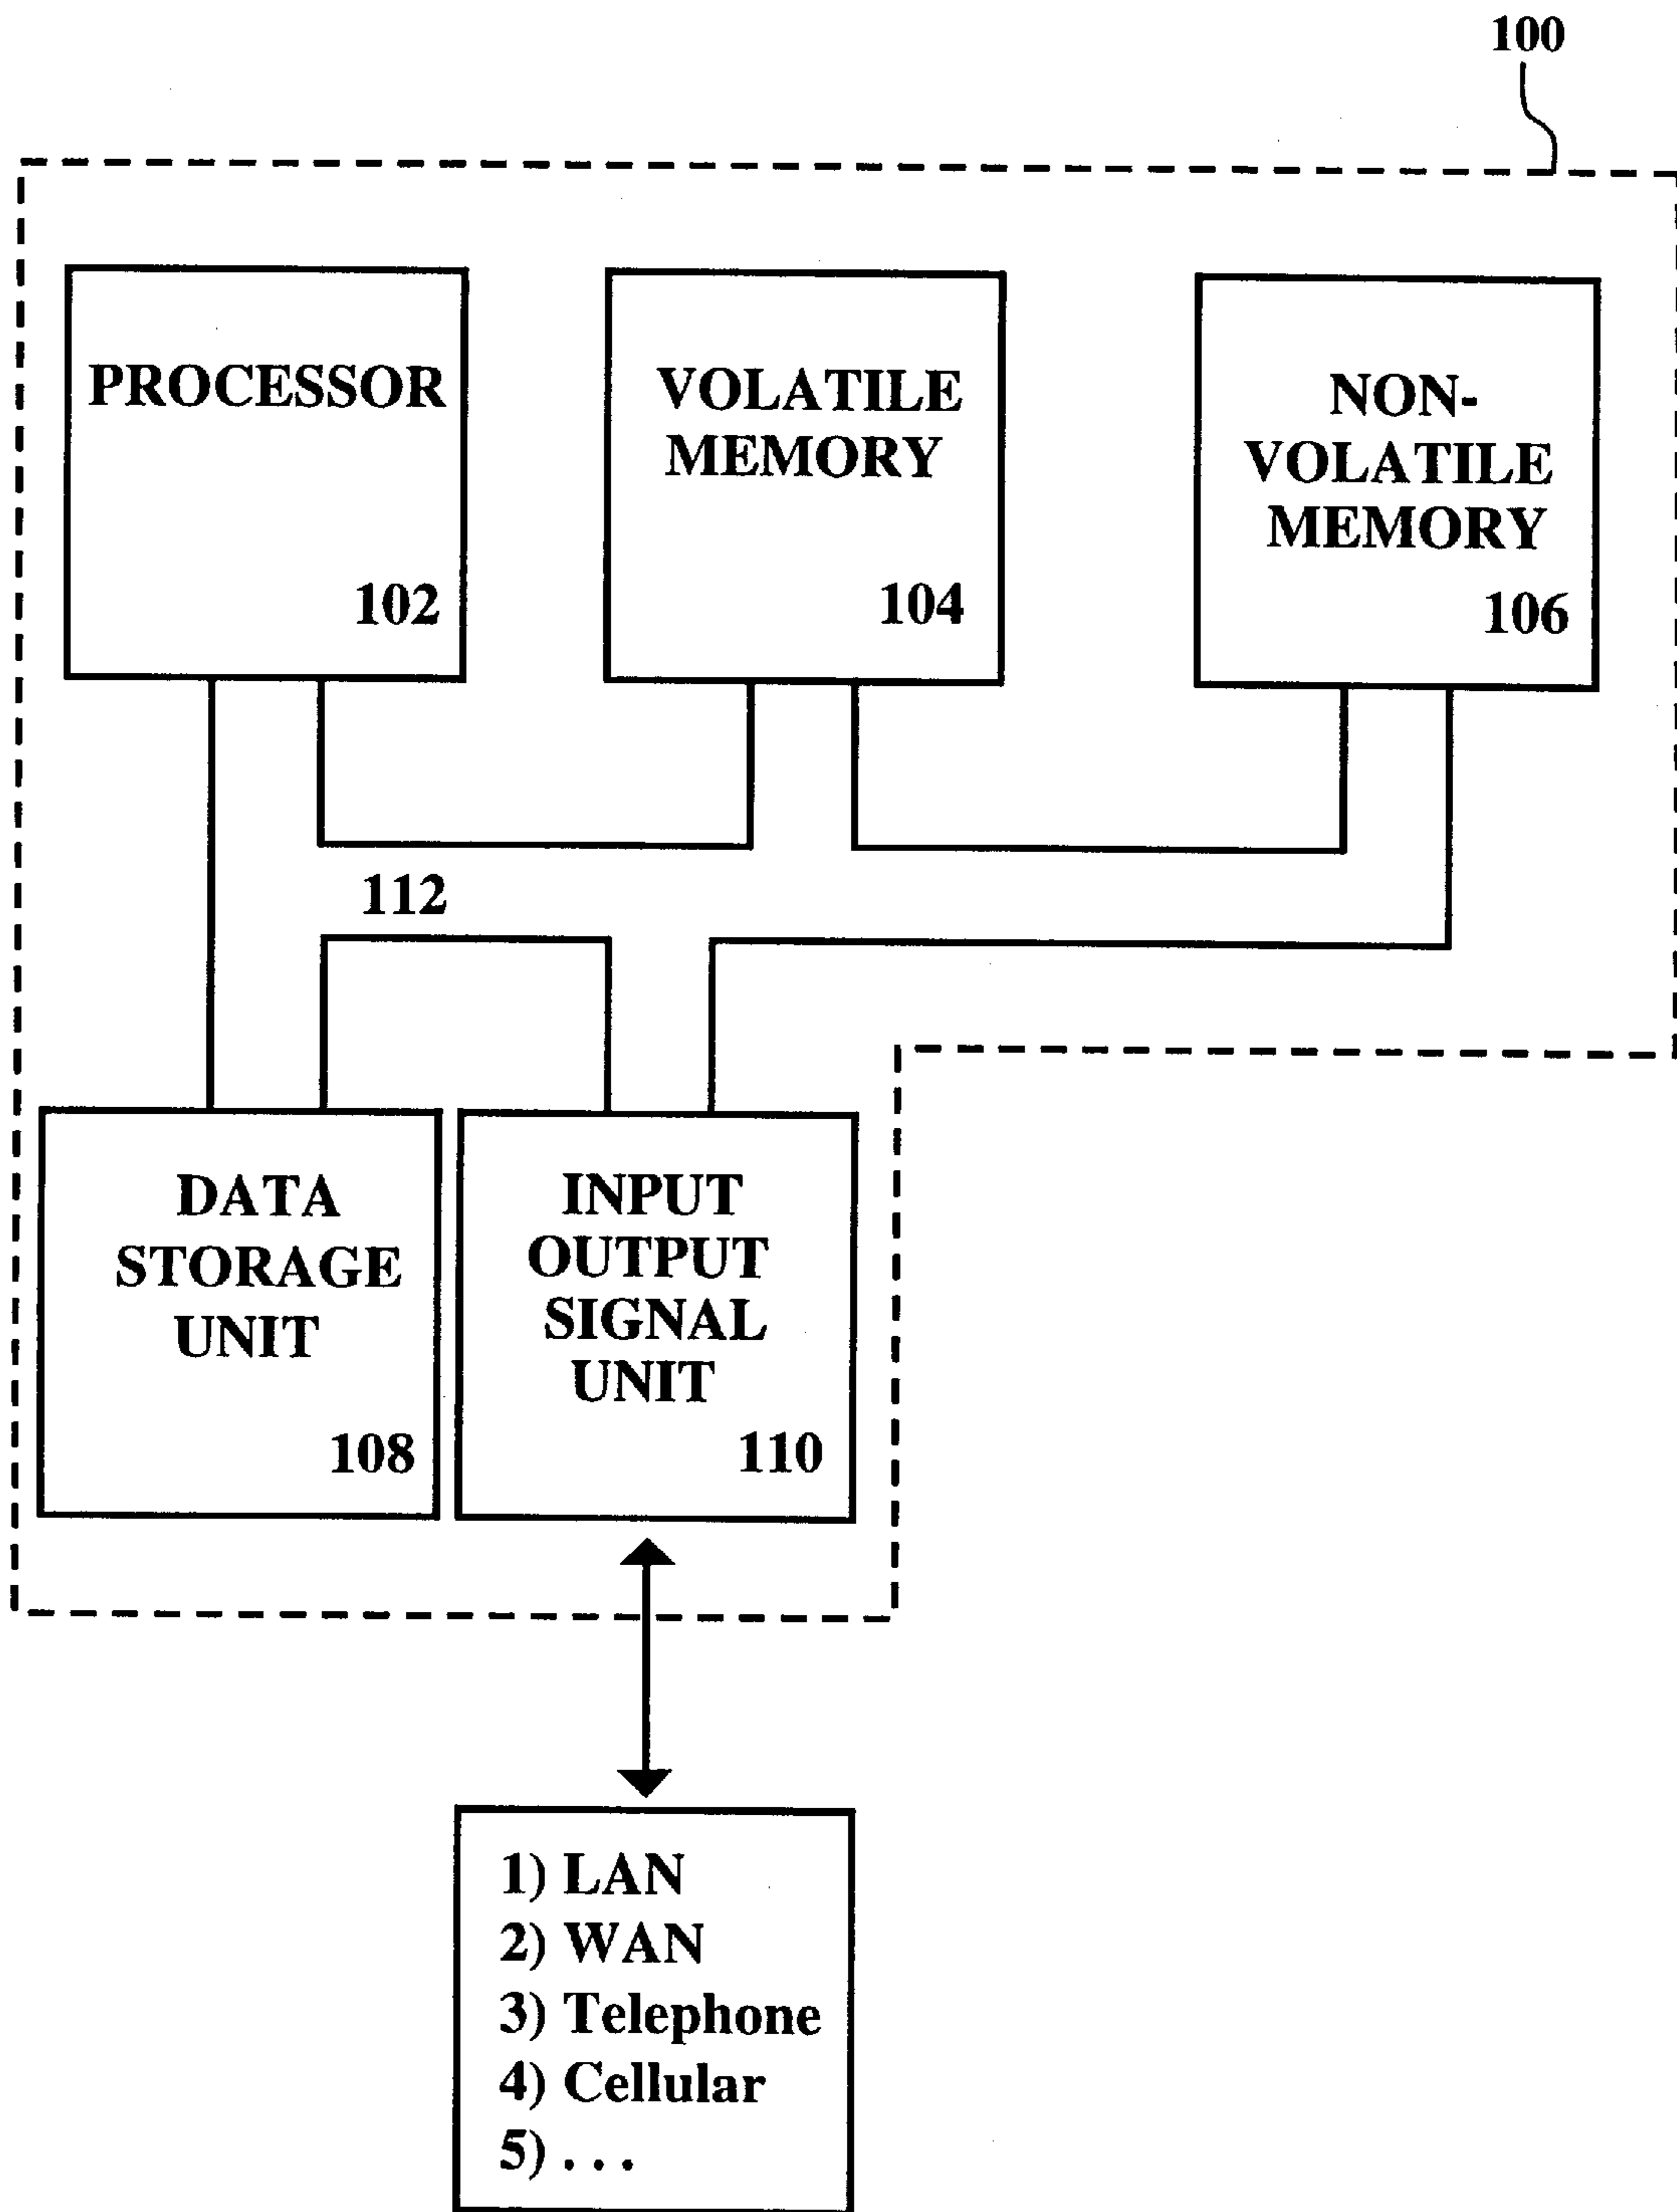 100
PROCESSOR
102
VOLATILE
MEMORY
104
NON-
VOLATILE
MEMORY
106
112
DATA
STORAGE
UNIT
108
INPUT
OUTPUT
SIGNAL
UNIT
110
1) LAN
2) WAN
3) Telephone
4) Cellular
5) . . .